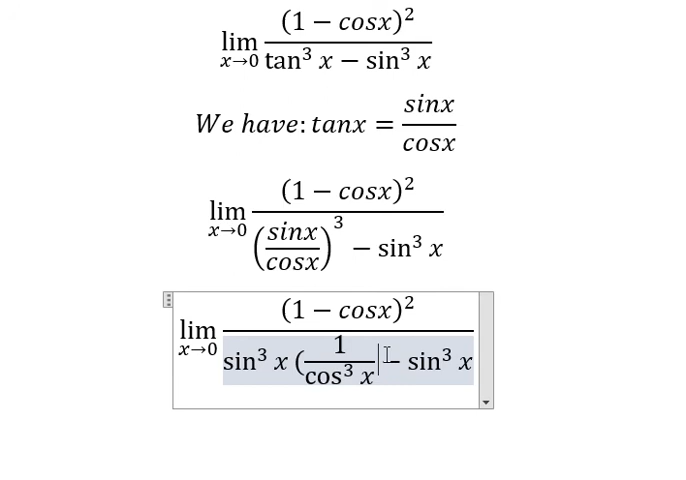 lim x→0 (1 − cosx)² / tan³ x − sin³ x
We have: tanx = sinx / cosx
lim x→0 (1 − cosx)² / (sinx / cosx)³ − sin³ x
lim x→0 (1 − cosx)² / sin³ x (1 / cos³ x − sin³ x